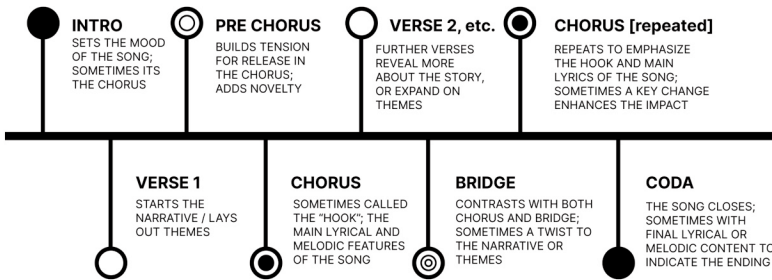 INTRO
SETS THE MOOD
OF THE SONG;
SOMETIMES ITS
THE CHORUS
PRE CHORUS
BUILDS TENSION
FOR RELEASE IN
THE CHORUS;
ADDS NOVELTY
VERSE 2, etc.
FURTHER VERSES
REVEAL MORE
ABOUT THE STORY,
OR EXPAND ON
THEMES
CHORUS [repeated]
REPEATS TO EMPHASIZE
THE HOOK AND MAIN
LYRICS OF THE SONG;
SOMETIMES A KEY CHANGE
ENHANCES THE IMPACT
VERSE 1
STARTS THE
NARRATIVE / LAYS
OUT THEMES
CHORUS
SOMETIMES CALLED
THE "HOOK"; THE
MAIN LYRICAL AND
MELODIC FEATURES
OF THE SONG
BRIDGE
CONTRASTS WITH BOTH
CHORUS AND BRIDGE;
SOMETIMES A TWIST TO
THE NARRATIVE OR
THEMES
CODA
THE SONG CLOSES;
SOMETIMES WITH
FINAL LYRICAL OR
MELODIC CONTENT TO
INDICATE THE ENDING